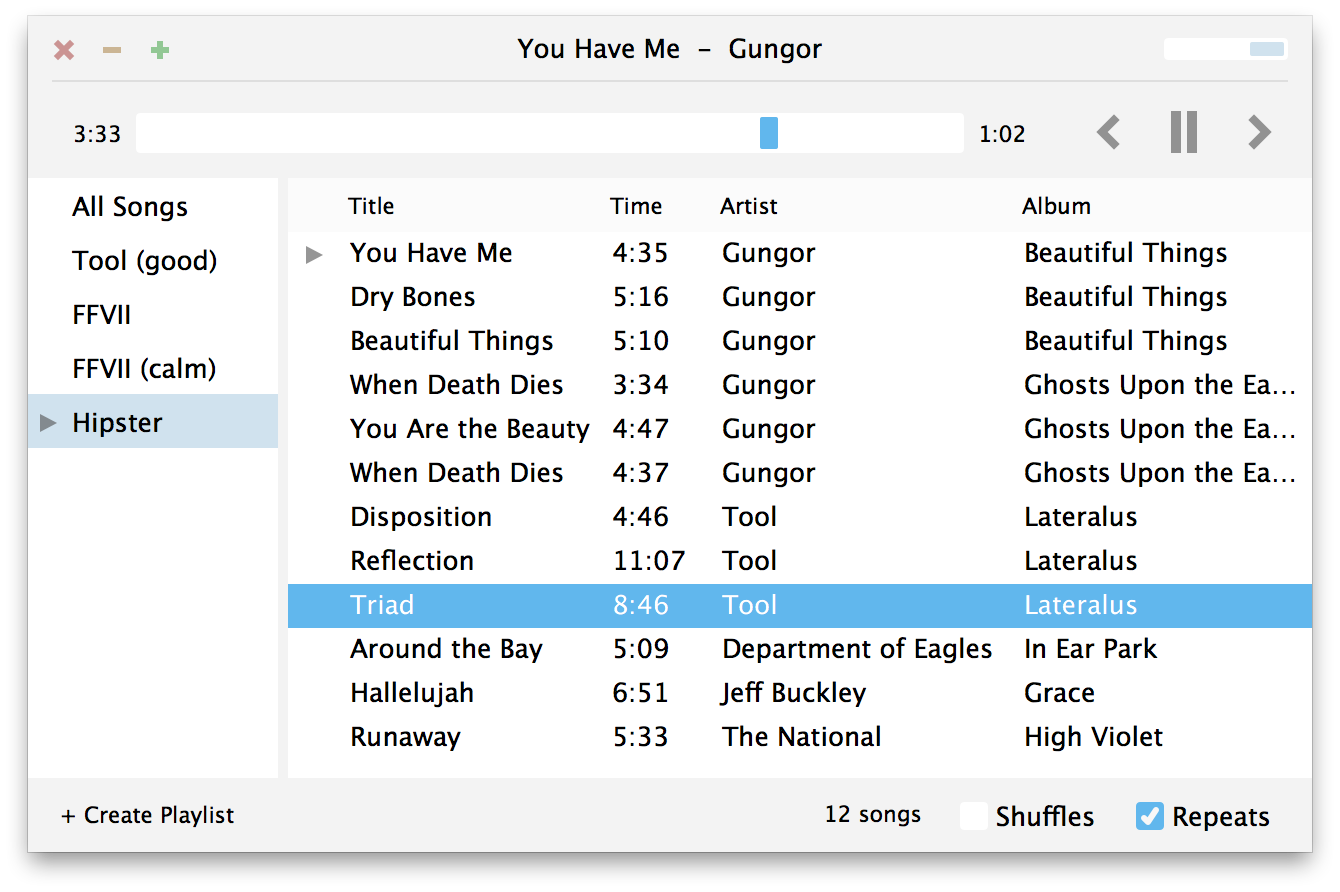 You Have Me – Gungor
3:33 1:02
All Songs
Tool (good)
FFVII
FFVII (calm)
Hipster
Title Time Artist Album
You Have Me 4:35 Gungor Beautiful Things
Dry Bones 5:16 Gungor Beautiful Things
Beautiful Things 5:10 Gungor Beautiful Things
When Death Dies 3:34 Gungor Ghosts Upon the Ea...
You Are the Beauty 4:47 Gungor Ghosts Upon the Ea...
When Death Dies 4:37 Gungor Ghosts Upon the Ea...
Disposition 4:46 Tool Lateralus
Reflection 11:07 Tool Lateralus
Triad 8:46 Tool Lateralus
Around the Bay 5:09 Department of Eagles In Ear Park
Hallelujah 6:51 Jeff Buckley Grace
Runaway 5:33 The National High Violet
+ Create Playlist 12 songs Shuffles Repeats